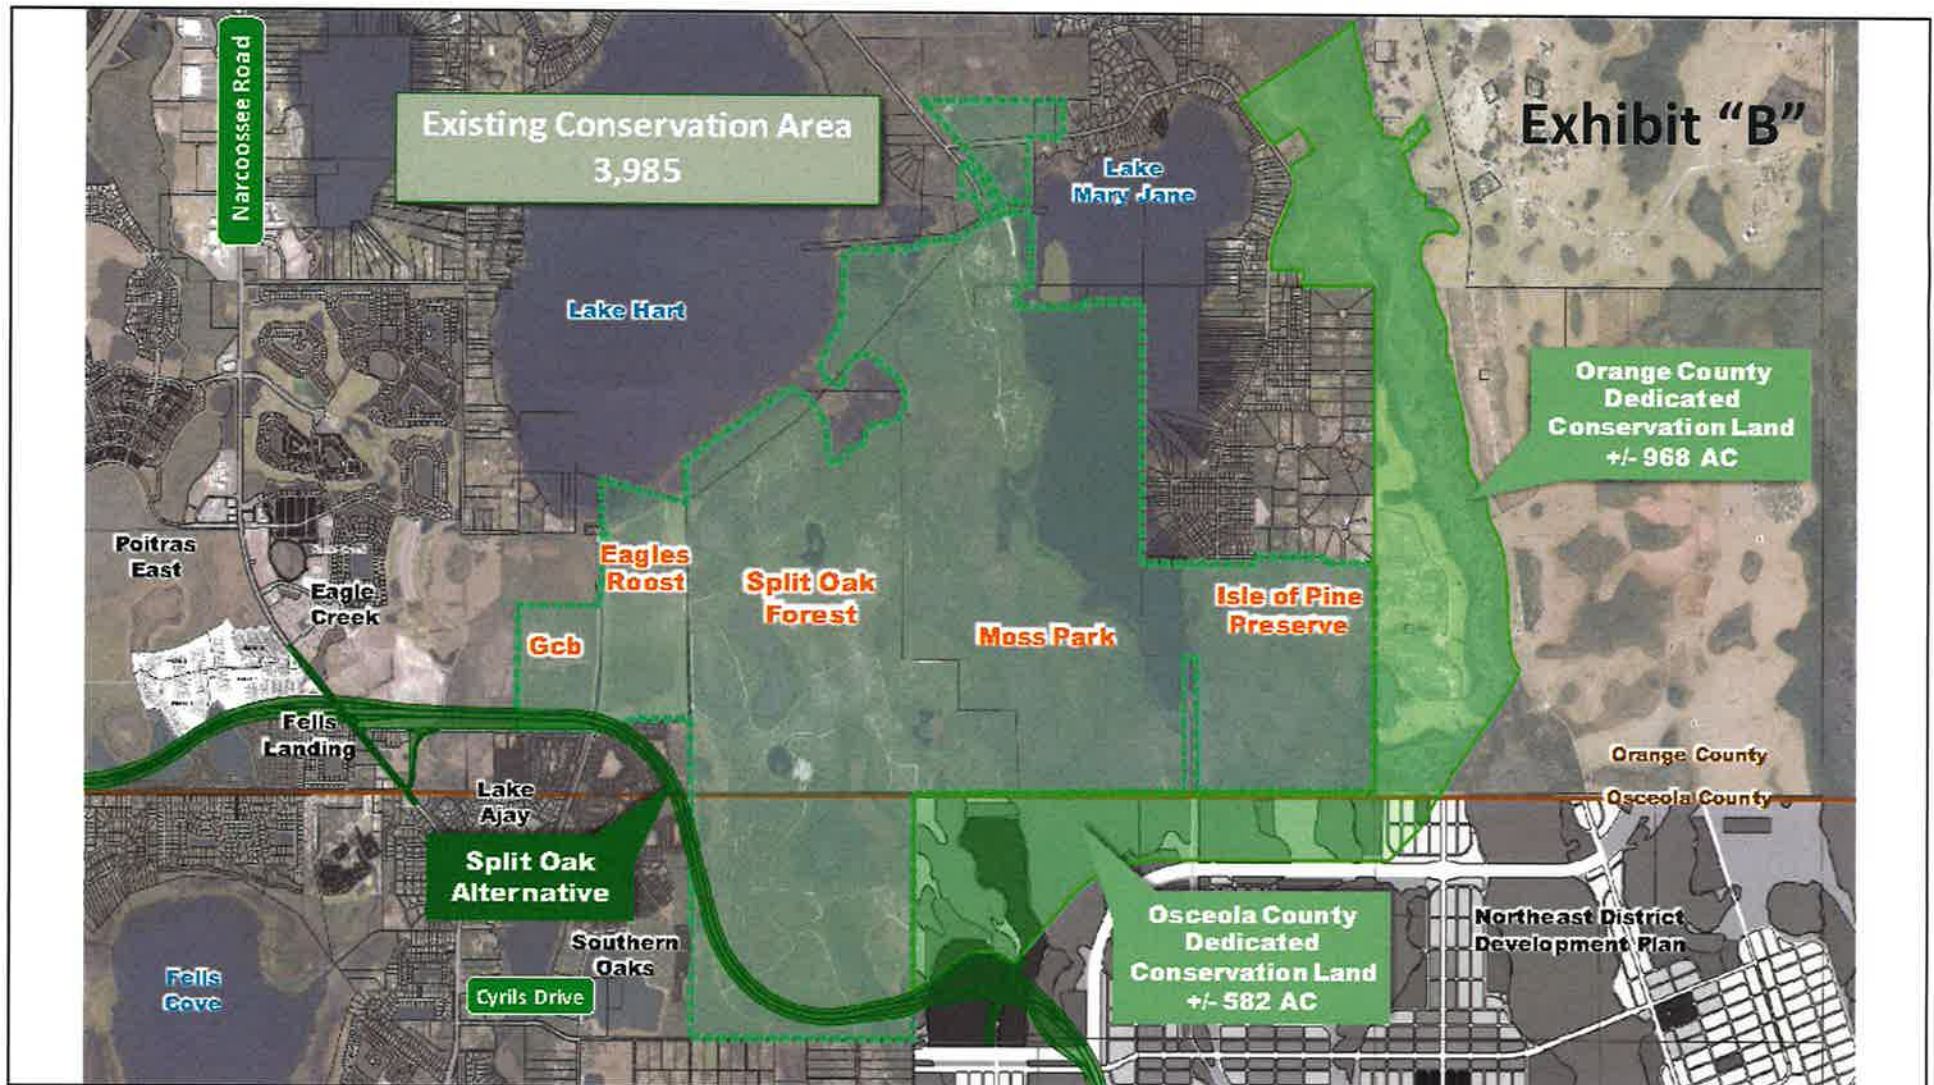 Narcoossee Road
Existing Conservation Area
3,985
Exhibit “B”
Lake
Mary Jane
Lake Hart
Orange County
Dedicated
Conservation Land
+/- 968 AC
Poitras
East
Eagles
Roost
Split Oak
Forest
Eagle
Creek
Isle of Pine
Preserve
Gcb
Moss Park
Fells
Landing
Orange County
Osceola County
Lake
Ajay
Split Oak
Alternative
Osceola County
Dedicated
Conservation Land
+/- 582 AC
Northeast District
Development Plan
Southern
Oaks
Fells
Cove
Cyrils Drive